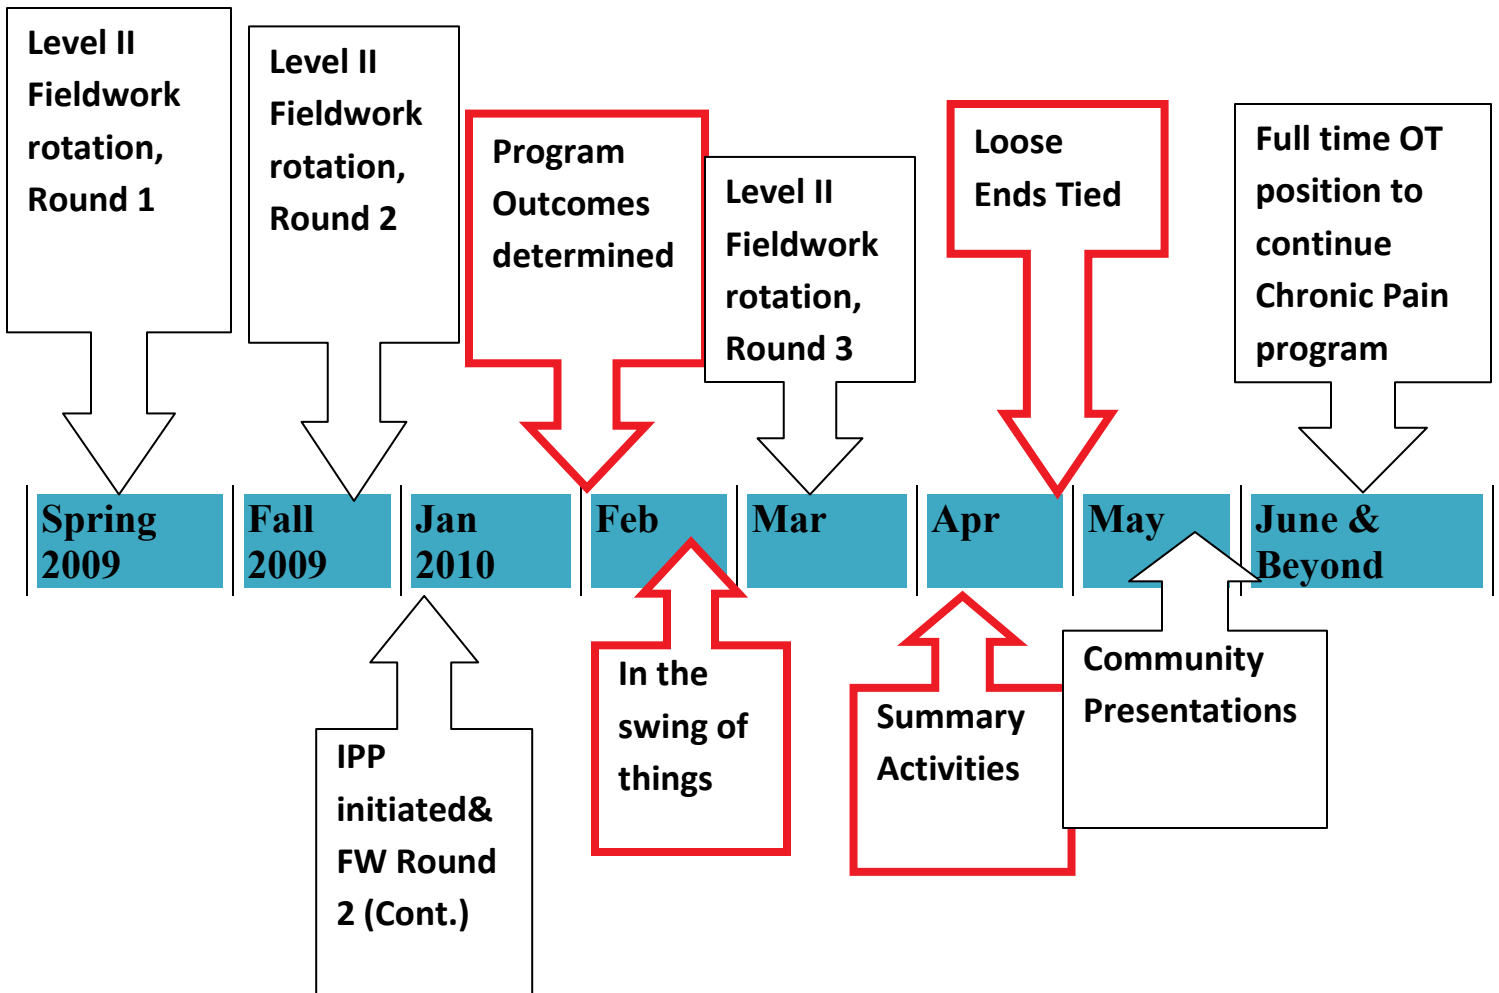 Level II
Fieldwork
rotation,
Round 1
Level II
Fieldwork
rotation,
Round 2
Program
Outcomes
determined
Level II
Fieldwork
rotation,
Round 3
Loose
Ends Tied
Full time OT
position to
continue
Chronic Pain
program
Spring
2009
Fall
2009
Jan
2010
Feb
Mar
Apr
May
June &
Beyond
IPP
initiated&
FW Round
2 (Cont.)
In the
swing of
things
Summary
Activities
Community
Presentations